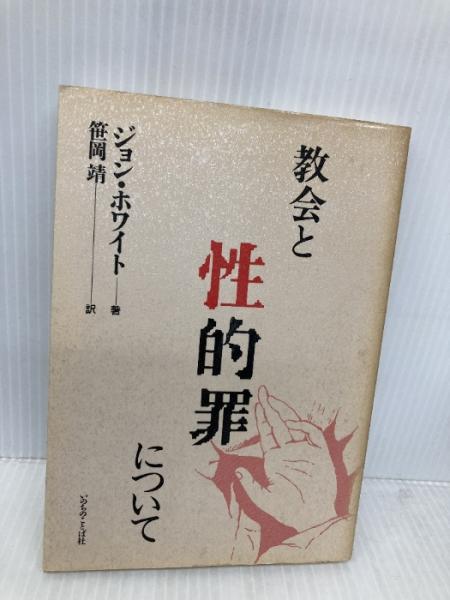 教会と
性的罪
について
ジョン・ホワイト──著
笹岡 靖──訳
いのちのことば社